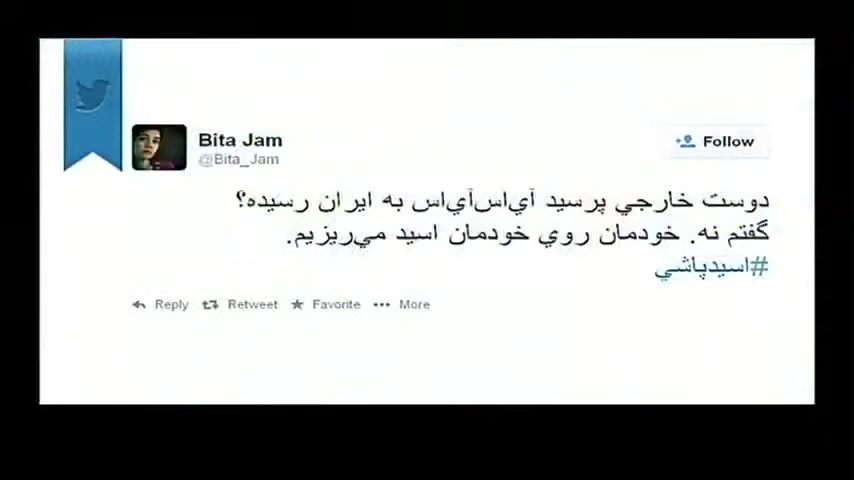 Bita Jam
@Bita_Jam
Follow
دوست خارجي پرسيد آي‌اس‌آي‌اس به ايران رسيده؟
گفتم نه. خودمان روي خودمان اسيد مي‌ريزيم.
#اسيدپاشي
Reply Retweet Favorite More